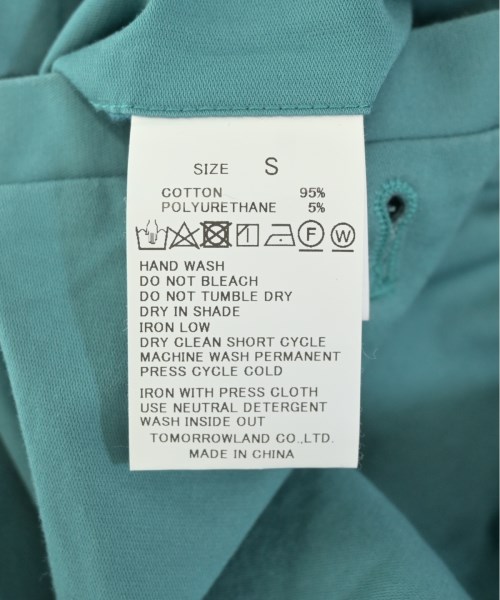 SIZE S
COTTON 95%
POLYURETHANE 5%
F W
HAND WASH
DO NOT BLEACH
DO NOT TUMBLE DRY
DRY IN SHADE
IRON LOW
DRY CLEAN SHORT CYCLE
MACHINE WASH PERMANENT
PRESS CYCLE COLD
IRON WITH PRESS CLOTH
USE NEUTRAL DETERGENT
WASH INSIDE OUT
TOMORROWLAND CO.,LTD.
MADE IN CHINA